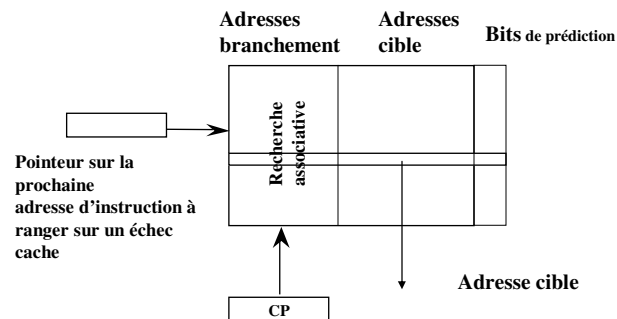 Adresses
branchement
Adresses
cible
Bits de prédiction
Recherche
associative
Pointeur sur la
prochaine
adresse d'instruction à
ranger sur un échec
cache
Adresse cible
CP